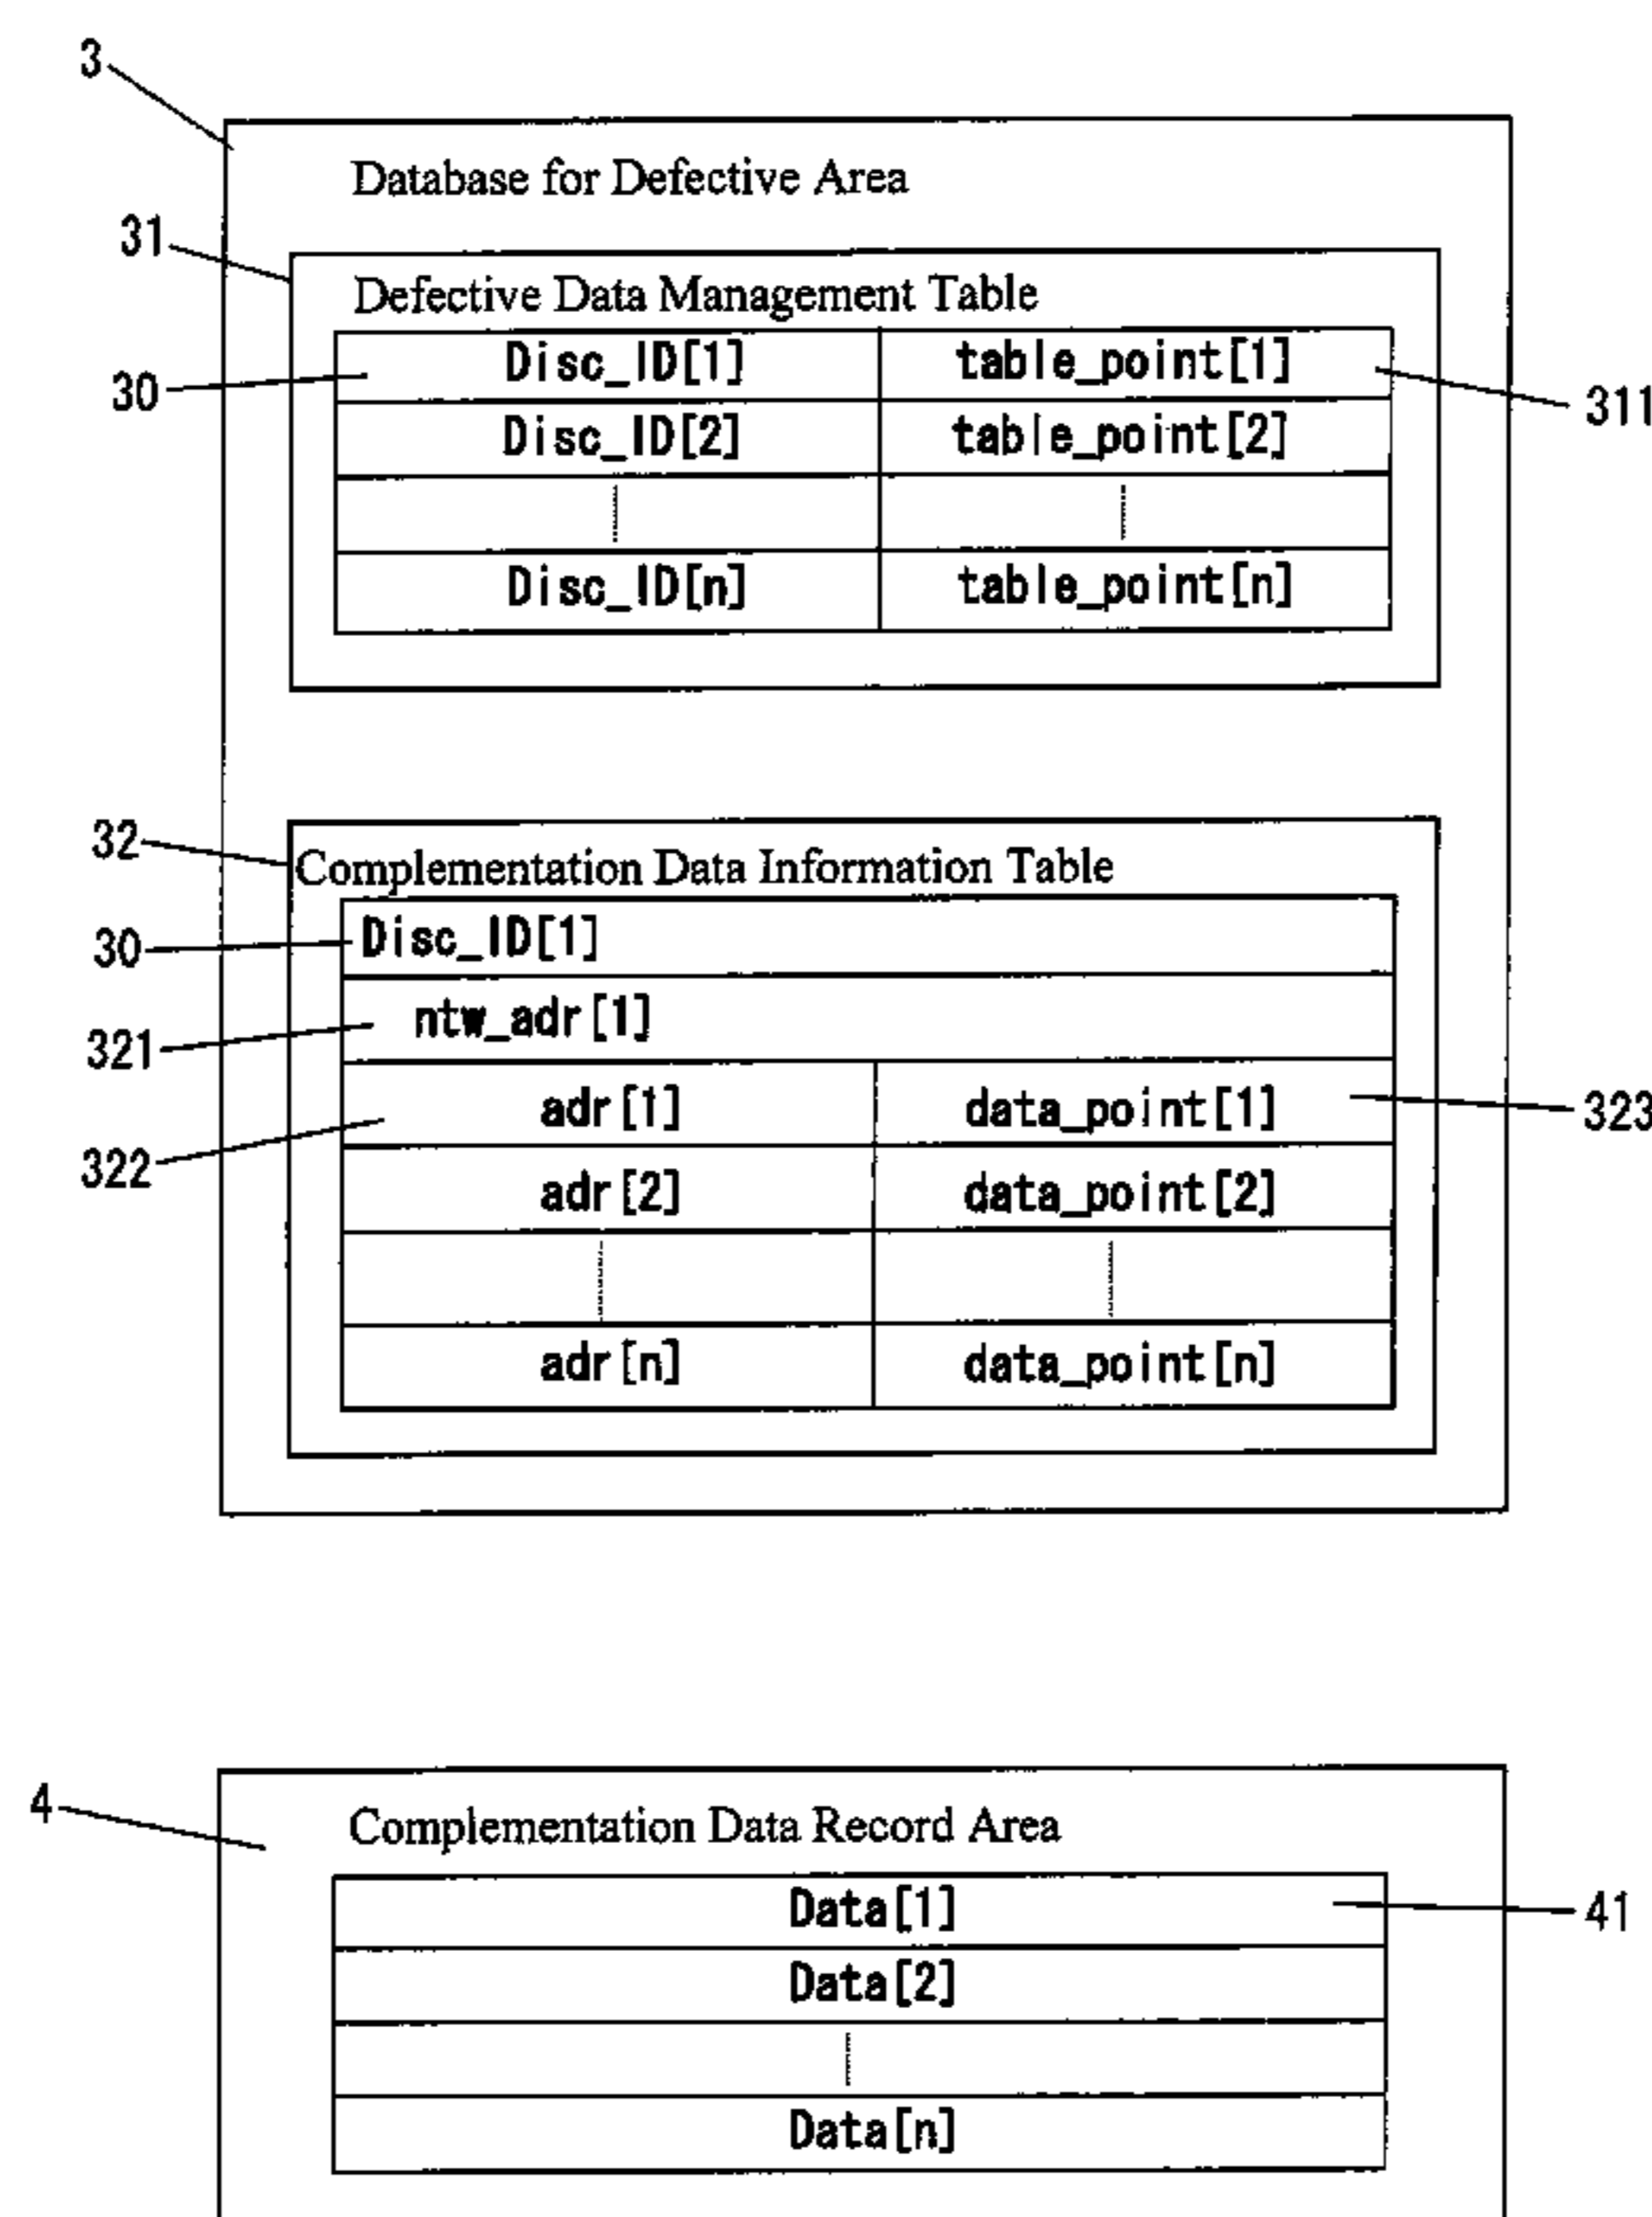 3
Database for Defective Area
31
Defective Data Management Table
30 Disc_ID[1] table_point[1] 311
Disc_ID[2] table_point[2]
Disc_ID[n] table_point[n]
32
Complementation Data Information Table
30 Disc_ID[1]
321 ntw_adr[1]
322 adr[1] data_point[1] 323
adr[2] data_point[2]
adr[n] data_point[n]
4
Complementation Data Record Area
Data[1] 41
Data[2]
Data[n]